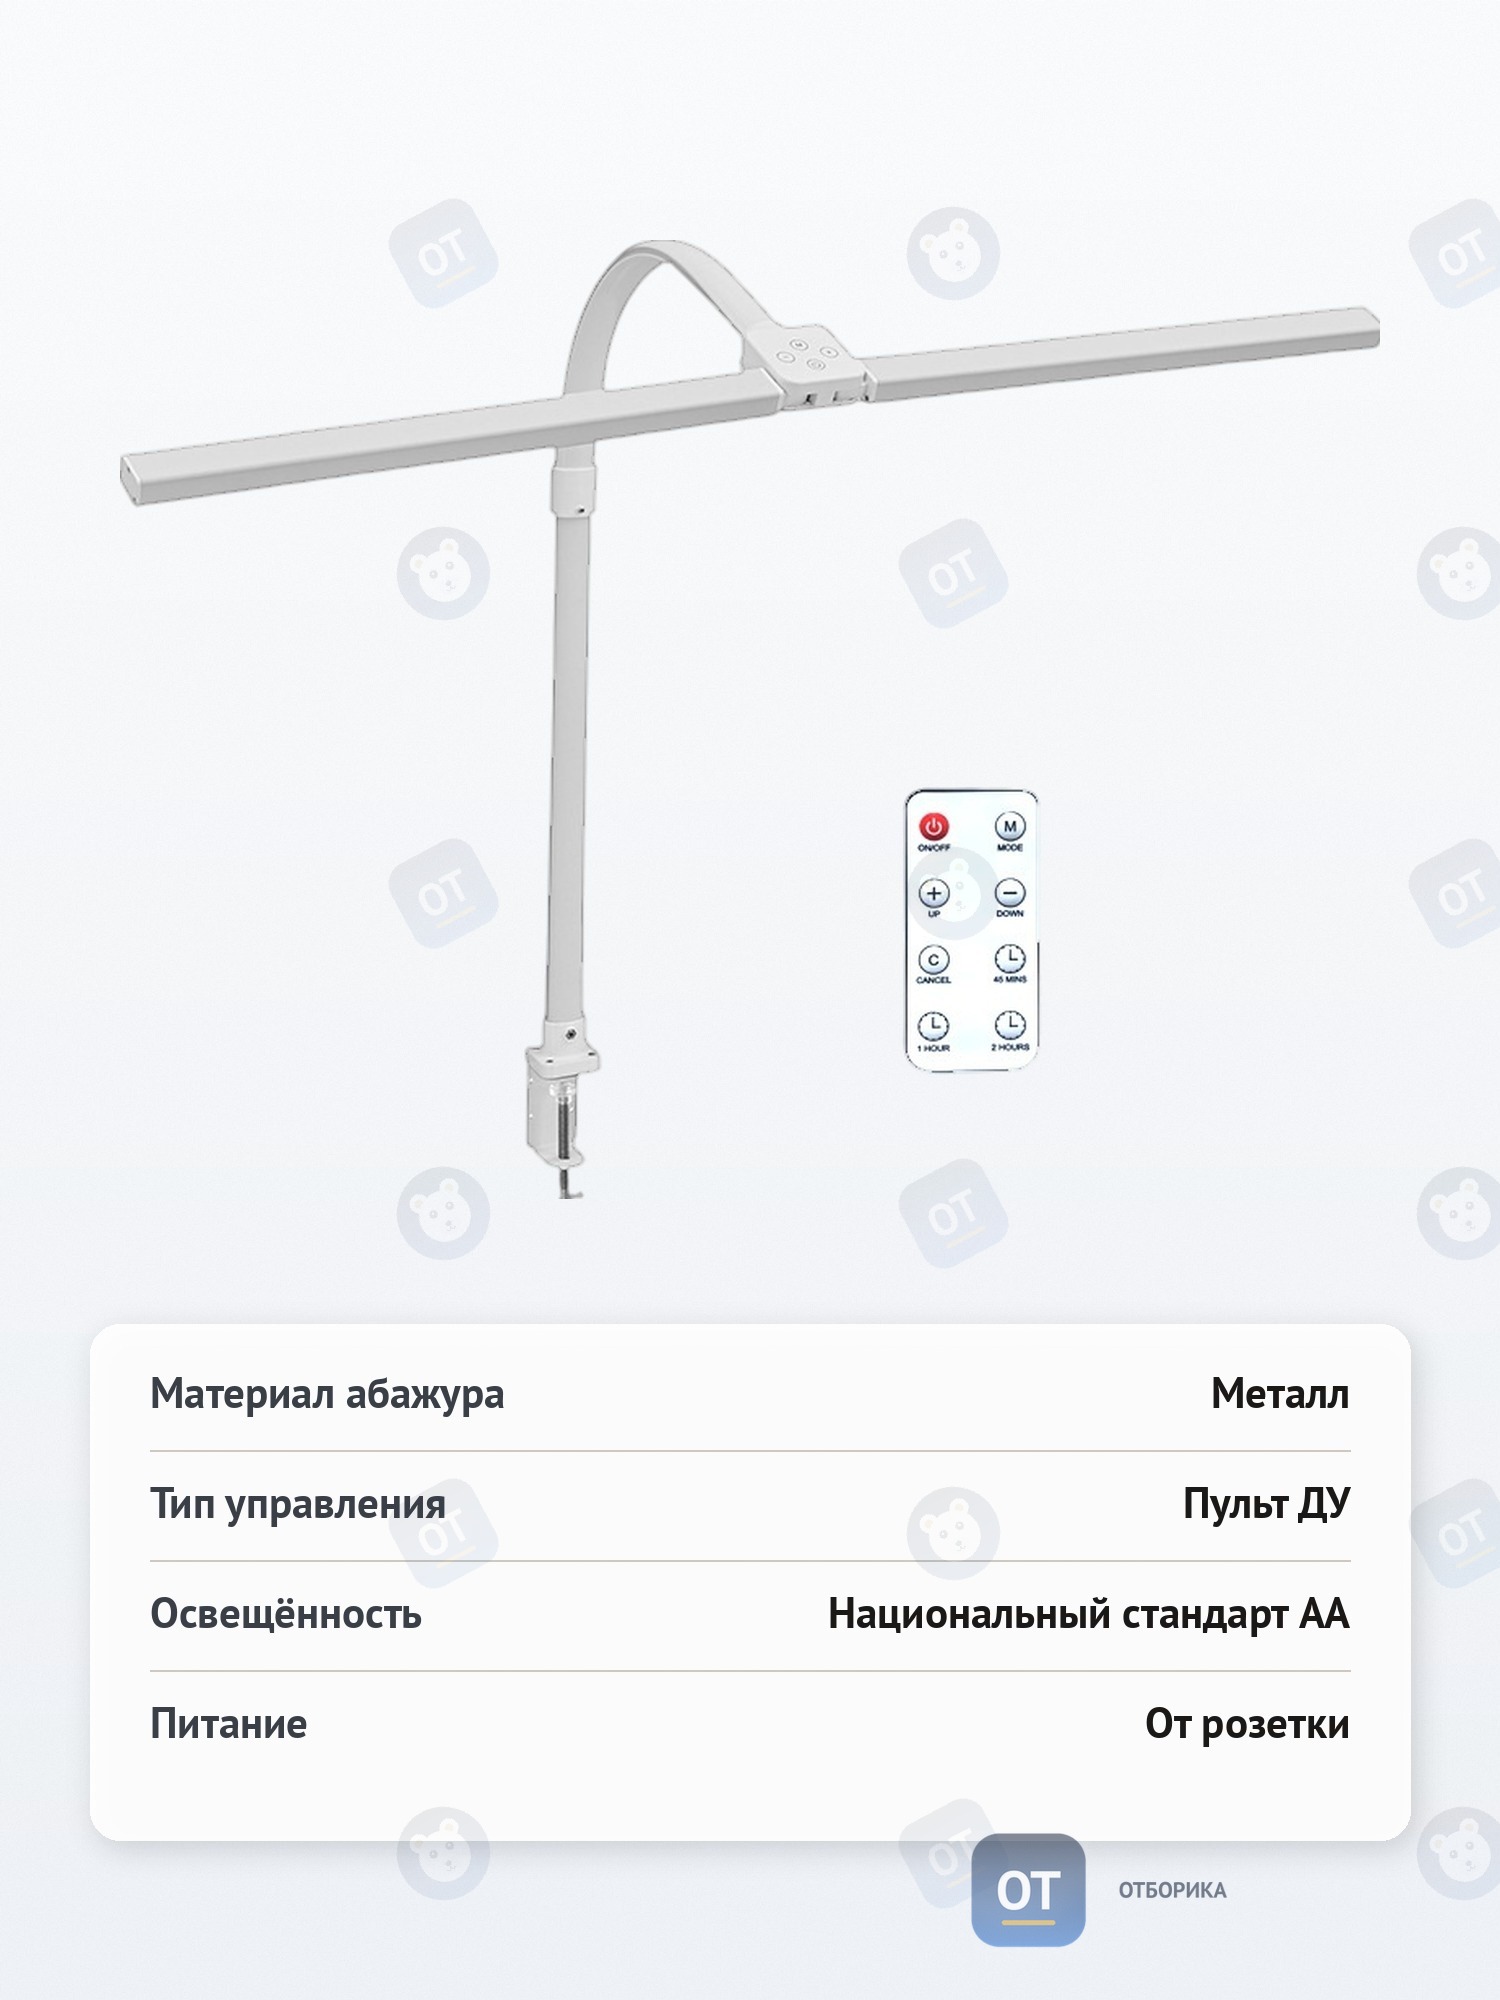 ON/OFF
MODE
UP
DOWN
CANCEL
45 MINS
1 HOUR
2 HOURS
Материал абажура
Металл
Тип управления
Пульт ДУ
Освещённость
Национальный стандарт АА
Питание
От розетки
ОТ
ОТБОРИКА